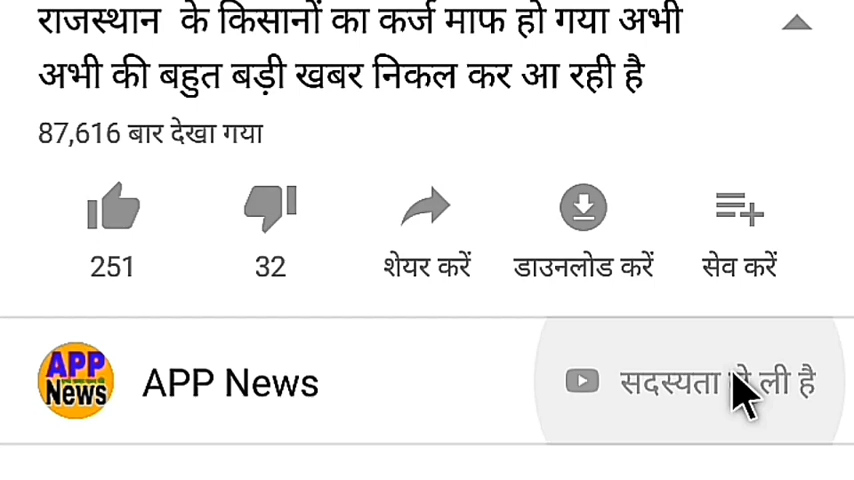 राजस्थान के किसानों का कर्ज माफ हो गया अभी
अभी की बहुत बड़ी खबर निकल कर आ रही है
87,616 बार देखा गया
251
32
शेयर करें
डाउनलोड करें
सेव करें
APP
News
APP News
सदस्यता ली है